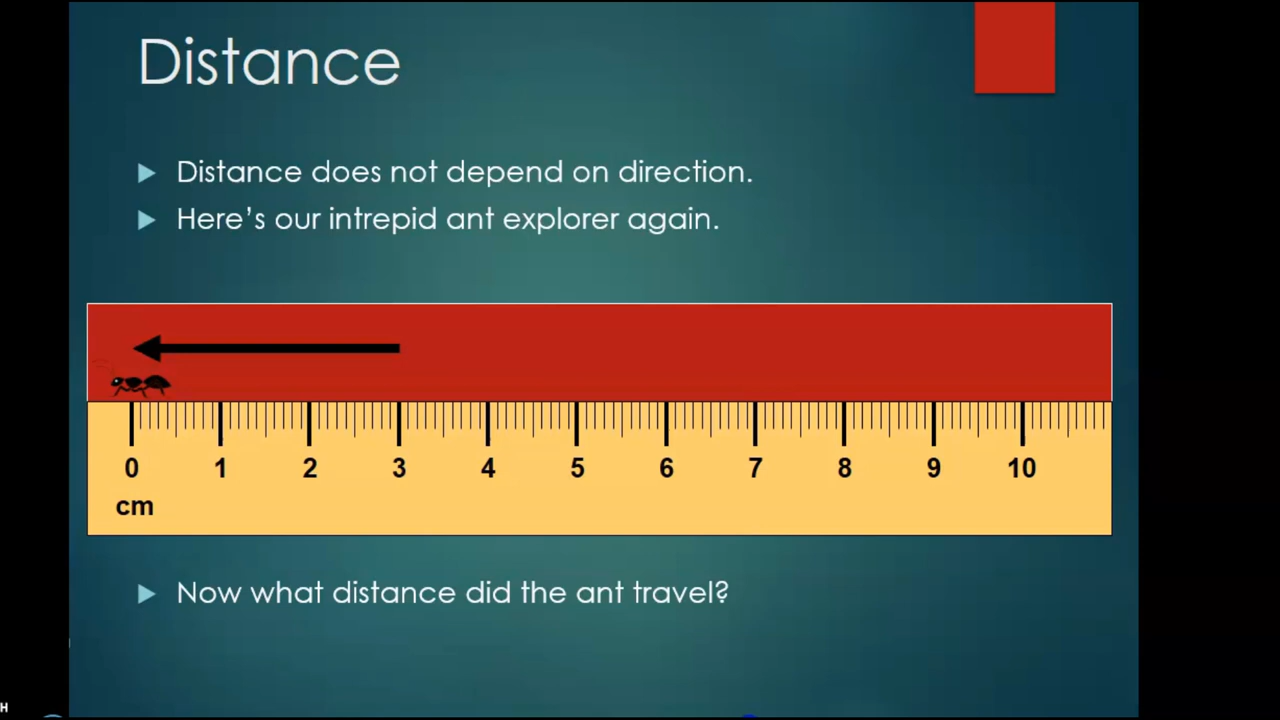 Distance
Distance does not depend on direction.
Here's our intrepid ant explorer again.
0 1 2 3 4 5 6 7 8 9 10
cm
Now what distance did the ant travel?
H